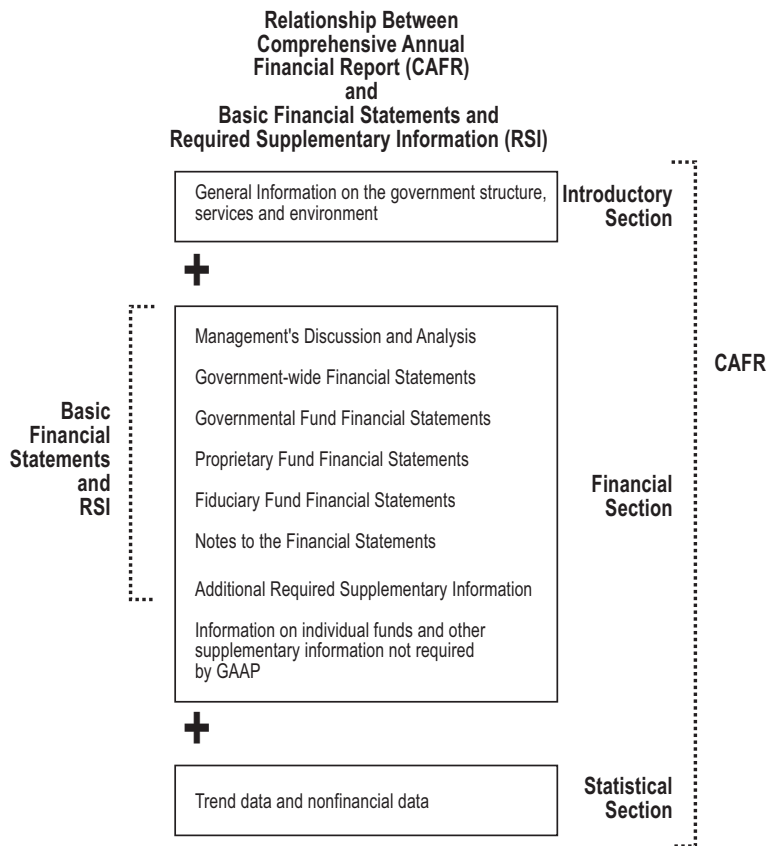 Relationship Between
Comprehensive Annual
Financial Report (CAFR)
and
Basic Financial Statements and
Required Supplementary Information (RSI)
General Information on the government structure,
services and environment
Introductory
Section
+
Management's Discussion and Analysis
Government-wide Financial Statements
Governmental Fund Financial Statements
Proprietary Fund Financial Statements
Fiduciary Fund Financial Statements
Notes to the Financial Statements
Additional Required Supplementary Information
Information on individual funds and other
supplementary information not required
by GAAP
Basic
Financial
Statements
and
RSI
Financial
Section
CAFR
+
Trend data and nonfinancial data
Statistical
Section